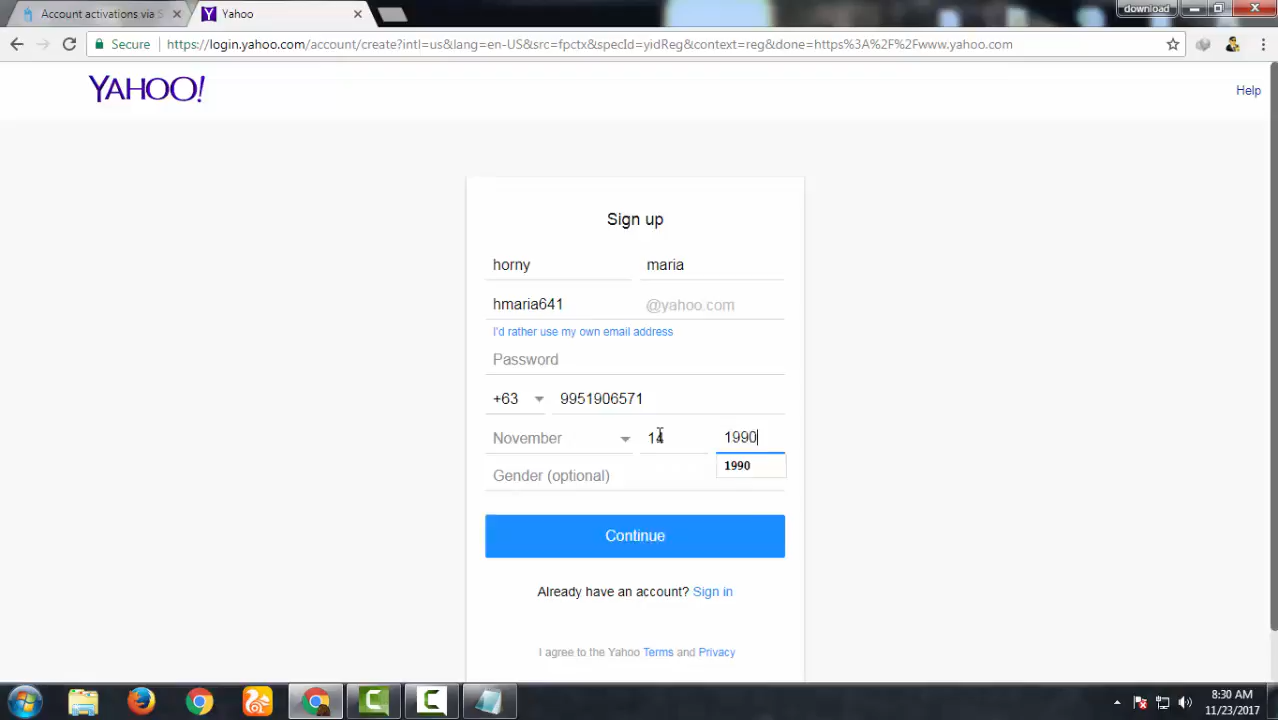 Account activations via S
Yahoo
download
Secure
https://login.yahoo.com/account/create?intl=us&lang=en-US&src=fpctx&specId=yidReg&context=reg&done=https%3A%2F%2Fwww.yahoo.com
YAHOO!
Help
Sign up
horny maria
hmaria641 @yahoo.com
I'd rather use my own email address
Password
+63 9951906571
November 14 1990
1990
Gender (optional)
Continue
Already have an account? Sign in
I agree to the Yahoo Terms and Privacy
8:30 AM
11/23/2017